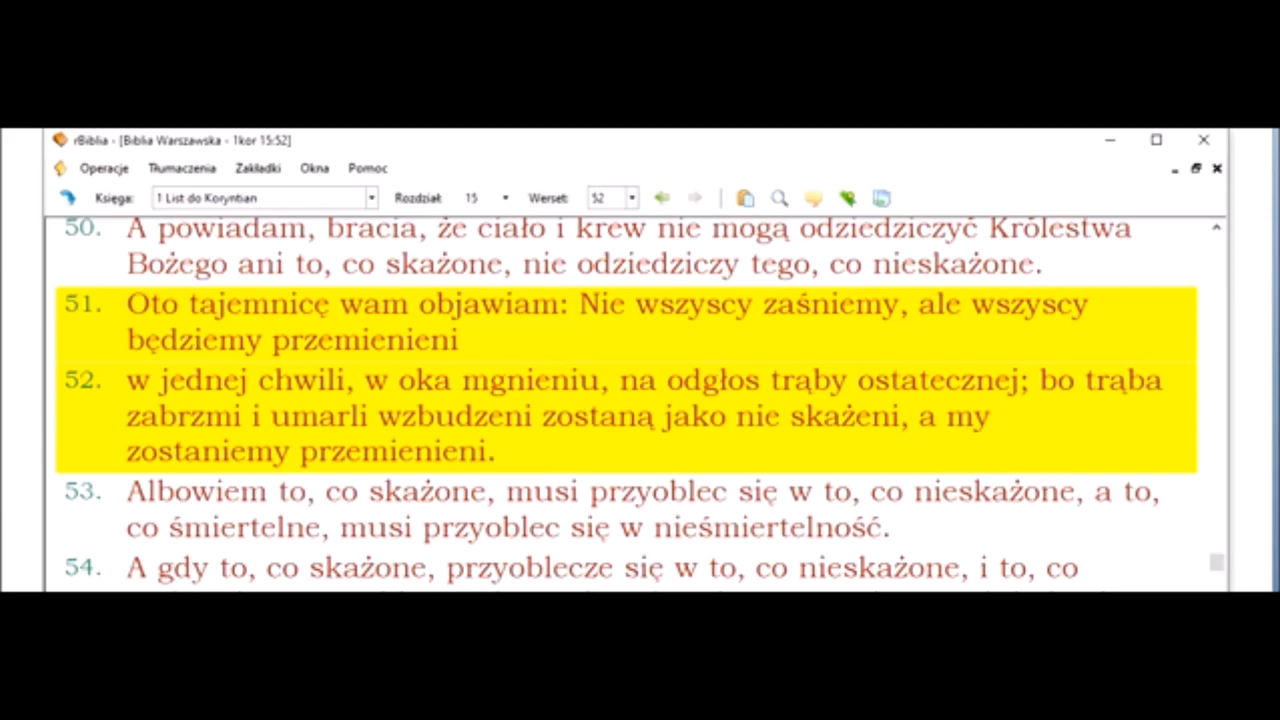 rBiblia - [Biblia Warszawska - 1kor 15:52]
Operacje Tłumaczenia Zakładki Okna Pomoc
Księga: 1 List do Koryntian Rozdział 15 Werset: 52
50. A powiadam, bracia, że ciało i krew nie mogą odziedziczyć Królestwa
Bożego ani to, co skażone, nie odziedziczy tego, co nieskażone.
51. Oto tajemnicę wam objawiam: Nie wszyscy zaśniemy, ale wszyscy
będziemy przemienieni
52. w jednej chwili, w oka mgnieniu, na odgłos trąby ostatecznej; bo trąba
zabrzmi i umarli wzbudzeni zostaną jako nie skażeni, a my
zostaniemy przemienieni.
53. Albowiem to, co skażone, musi przyoblec się w to, co nieskażone, a to,
co śmiertelne, musi przyoblec się w nieśmiertelność.
54. A gdy to, co skażone, przyoblecze się w to, co nieskażone, i to, co